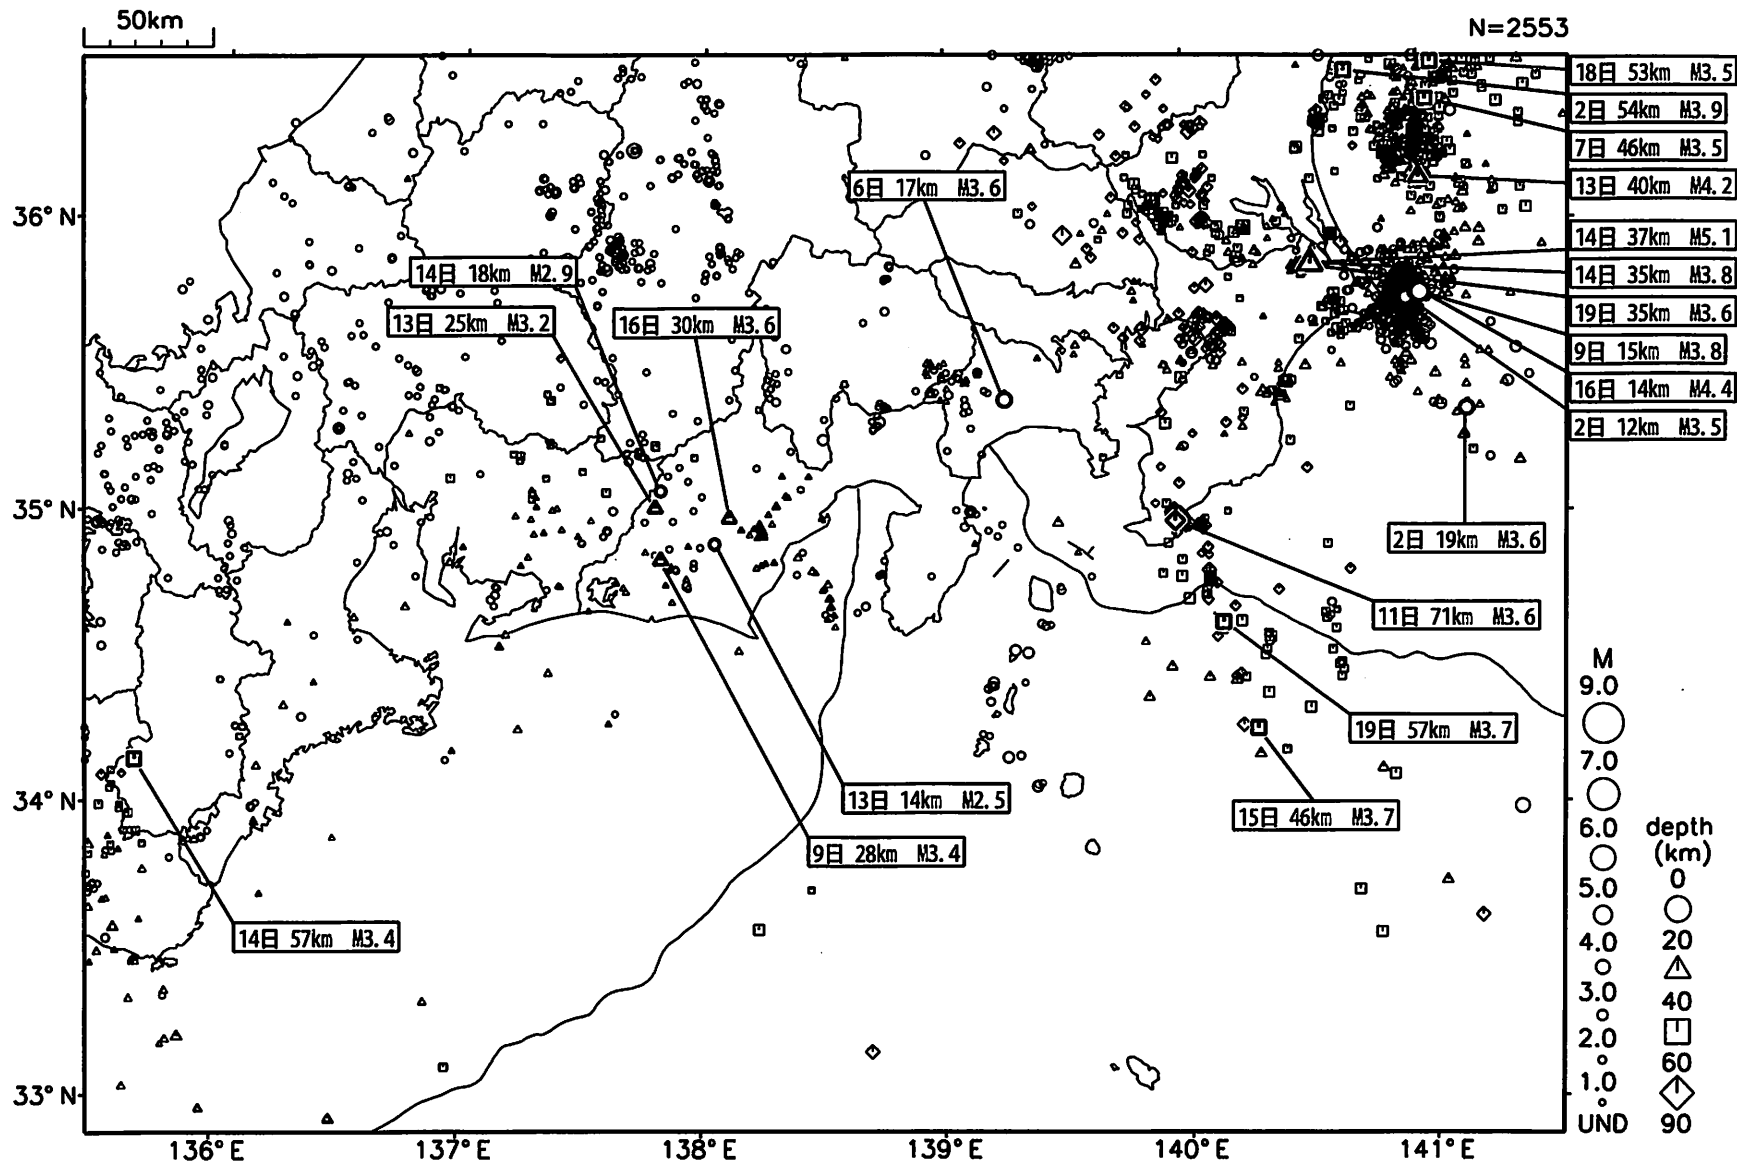 50km
N=2553
18日 53km M3.5
2日 54km M3.9
7日 46km M3.5
6日 17km M3.6
13日 40km M4.2
36°N
14日 37km M5.1
14日 18km M2.9
14日 35km M3.8
13日 25km M3.2
16日 30km M3.6
19日 35km M3.6
9日 15km M3.8
16日 14km M4.4
2日 12km M3.5
35°N
2日 19km M3.6
11日 71km M3.6
19日 57km M3.7
34°N
13日 14km M2.5
15日 46km M3.7
9日 28km M3.4
14日 57km M3.4
33°N
136°E
137°E
138°E
139°E
140°E
141°E
M
9.0
7.0
6.0
5.0
4.0
3.0
2.0
1.0
UND
depth
(km)
0
20
40
60
90